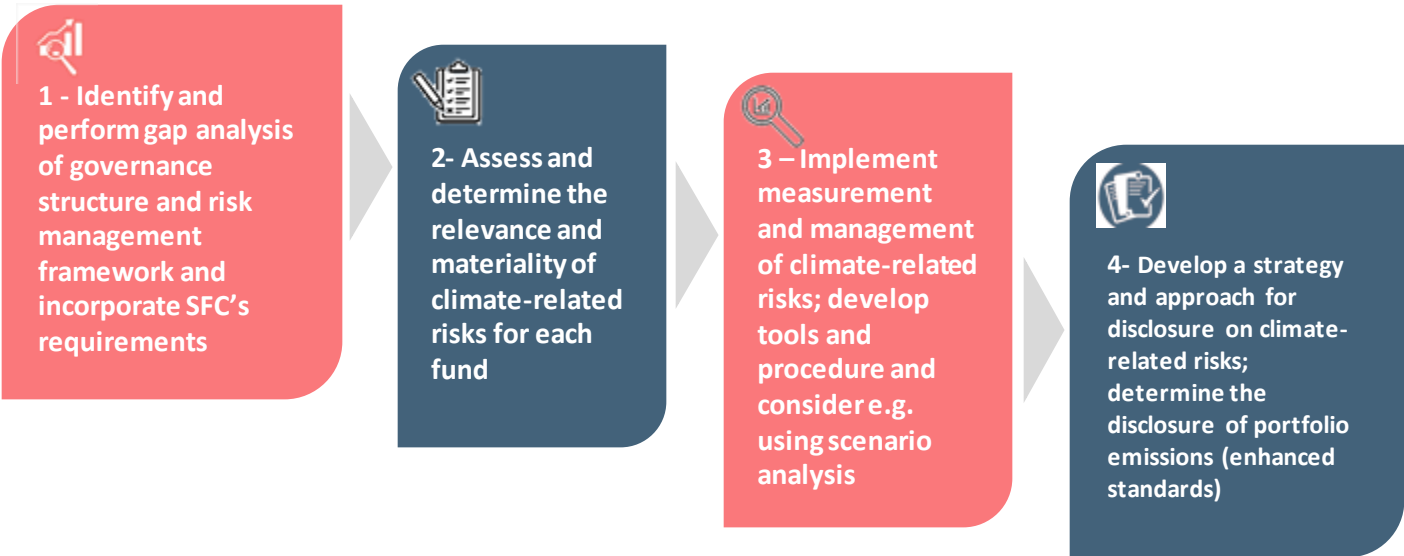 1 - Identify and
perform gap analysis
of governance
structure and risk
management
framework and
incorporate SFC’s
requirements
2- Assess and
determine the
relevance and
materiality of
climate-related
risks for each
fund
3 – Implement
measurement
and management
of climate-related
risks; develop
tools and
procedure and
consider e.g.
using scenario
analysis
4- Develop a strategy
and approach for
disclosure on climate-
related risks;
determine the
disclosure of portfolio
emissions (enhanced
standards)